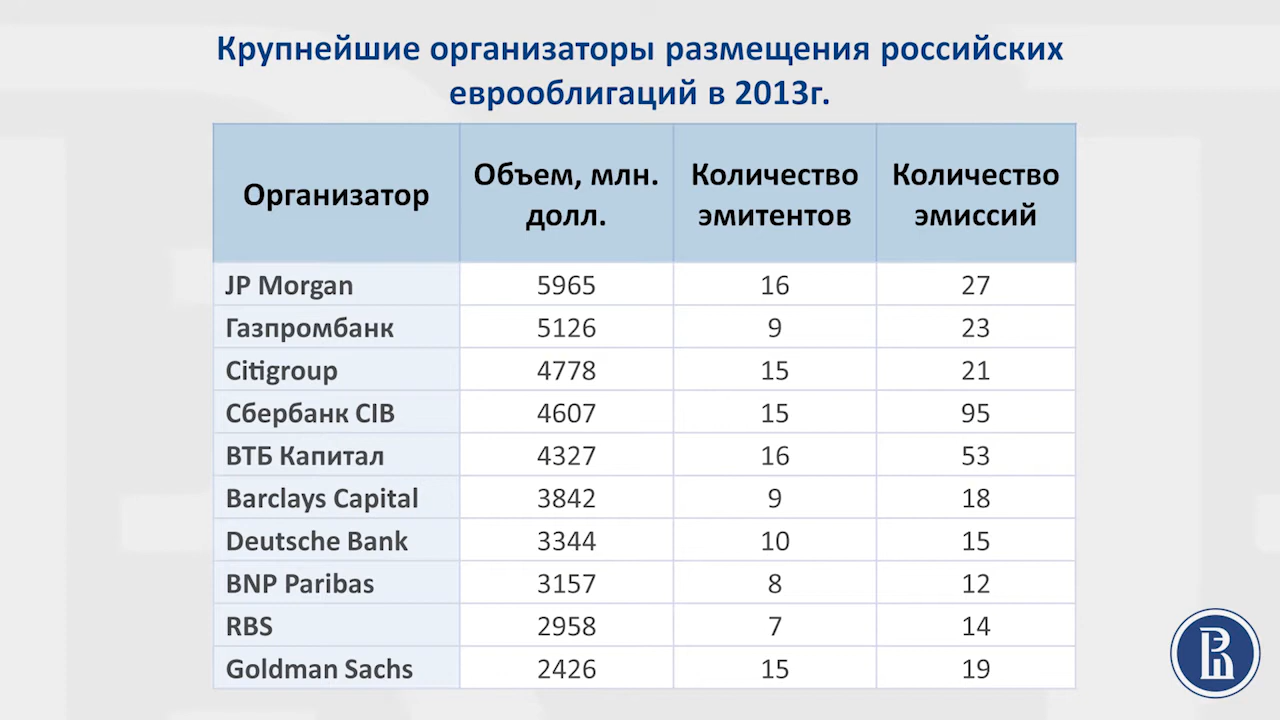 Крупнейшие организаторы размещения российских
еврооблигаций в 2013г.
Организатор Объем, млн. долл. Количество эмитентов Количество эмиссий
JP Morgan 5965 16 27
Газпромбанк 5126 9 23
Citigroup 4778 15 21
Сбербанк CIB 4607 15 95
ВТБ Капитал 4327 16 53
Barclays Capital 3842 9 18
Deutsche Bank 3344 10 15
BNP Paribas 3157 8 12
RBS 2958 7 14
Goldman Sachs 2426 15 19